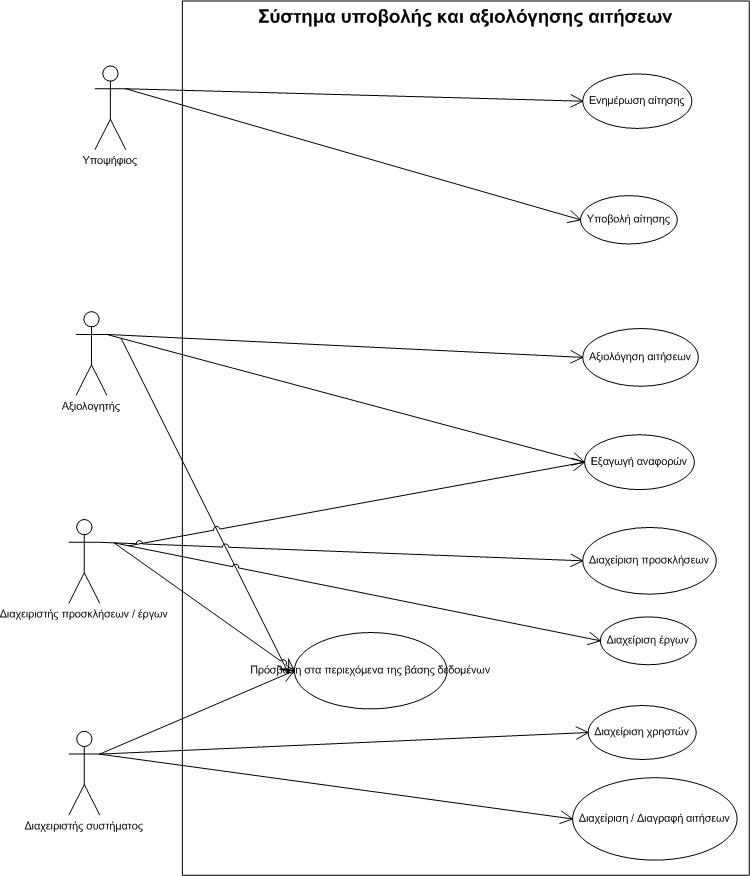 Σύστημα υποβολής και αξιολόγησης αιτήσεων
Ενημέρωση αίτησης
Υποψήφιος
Υποβολή αίτησης
Αξιολόγηση αιτήσεων
Αξιολογητής
Εξαγωγή αναφορών
Διαχείριση προσκλήσεων
Διαχειριστής προσκλήσεων / έργων
Διαχείριση έργων
Πρόσβαση στα περιεχόμενα της βάσης δεδομένων
Διαχείριση χρηστών
Διαχείριση / Διαγραφή αιτήσεων
Διαχειριστής συστήματος